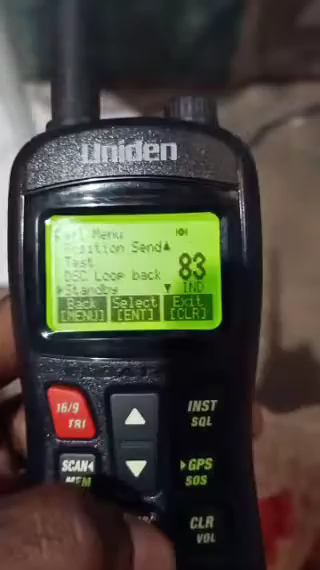 Uniden
Call Menu
Position Send▲
Test
DSC Loop back
▶Standby ▼
83
IND
Back Select Exit
[MENU] [ENT] [CLR]
16/9
TRI
INST
SQL
SCAN◀
MEM
▶GPS
SOS
CLR
VOL